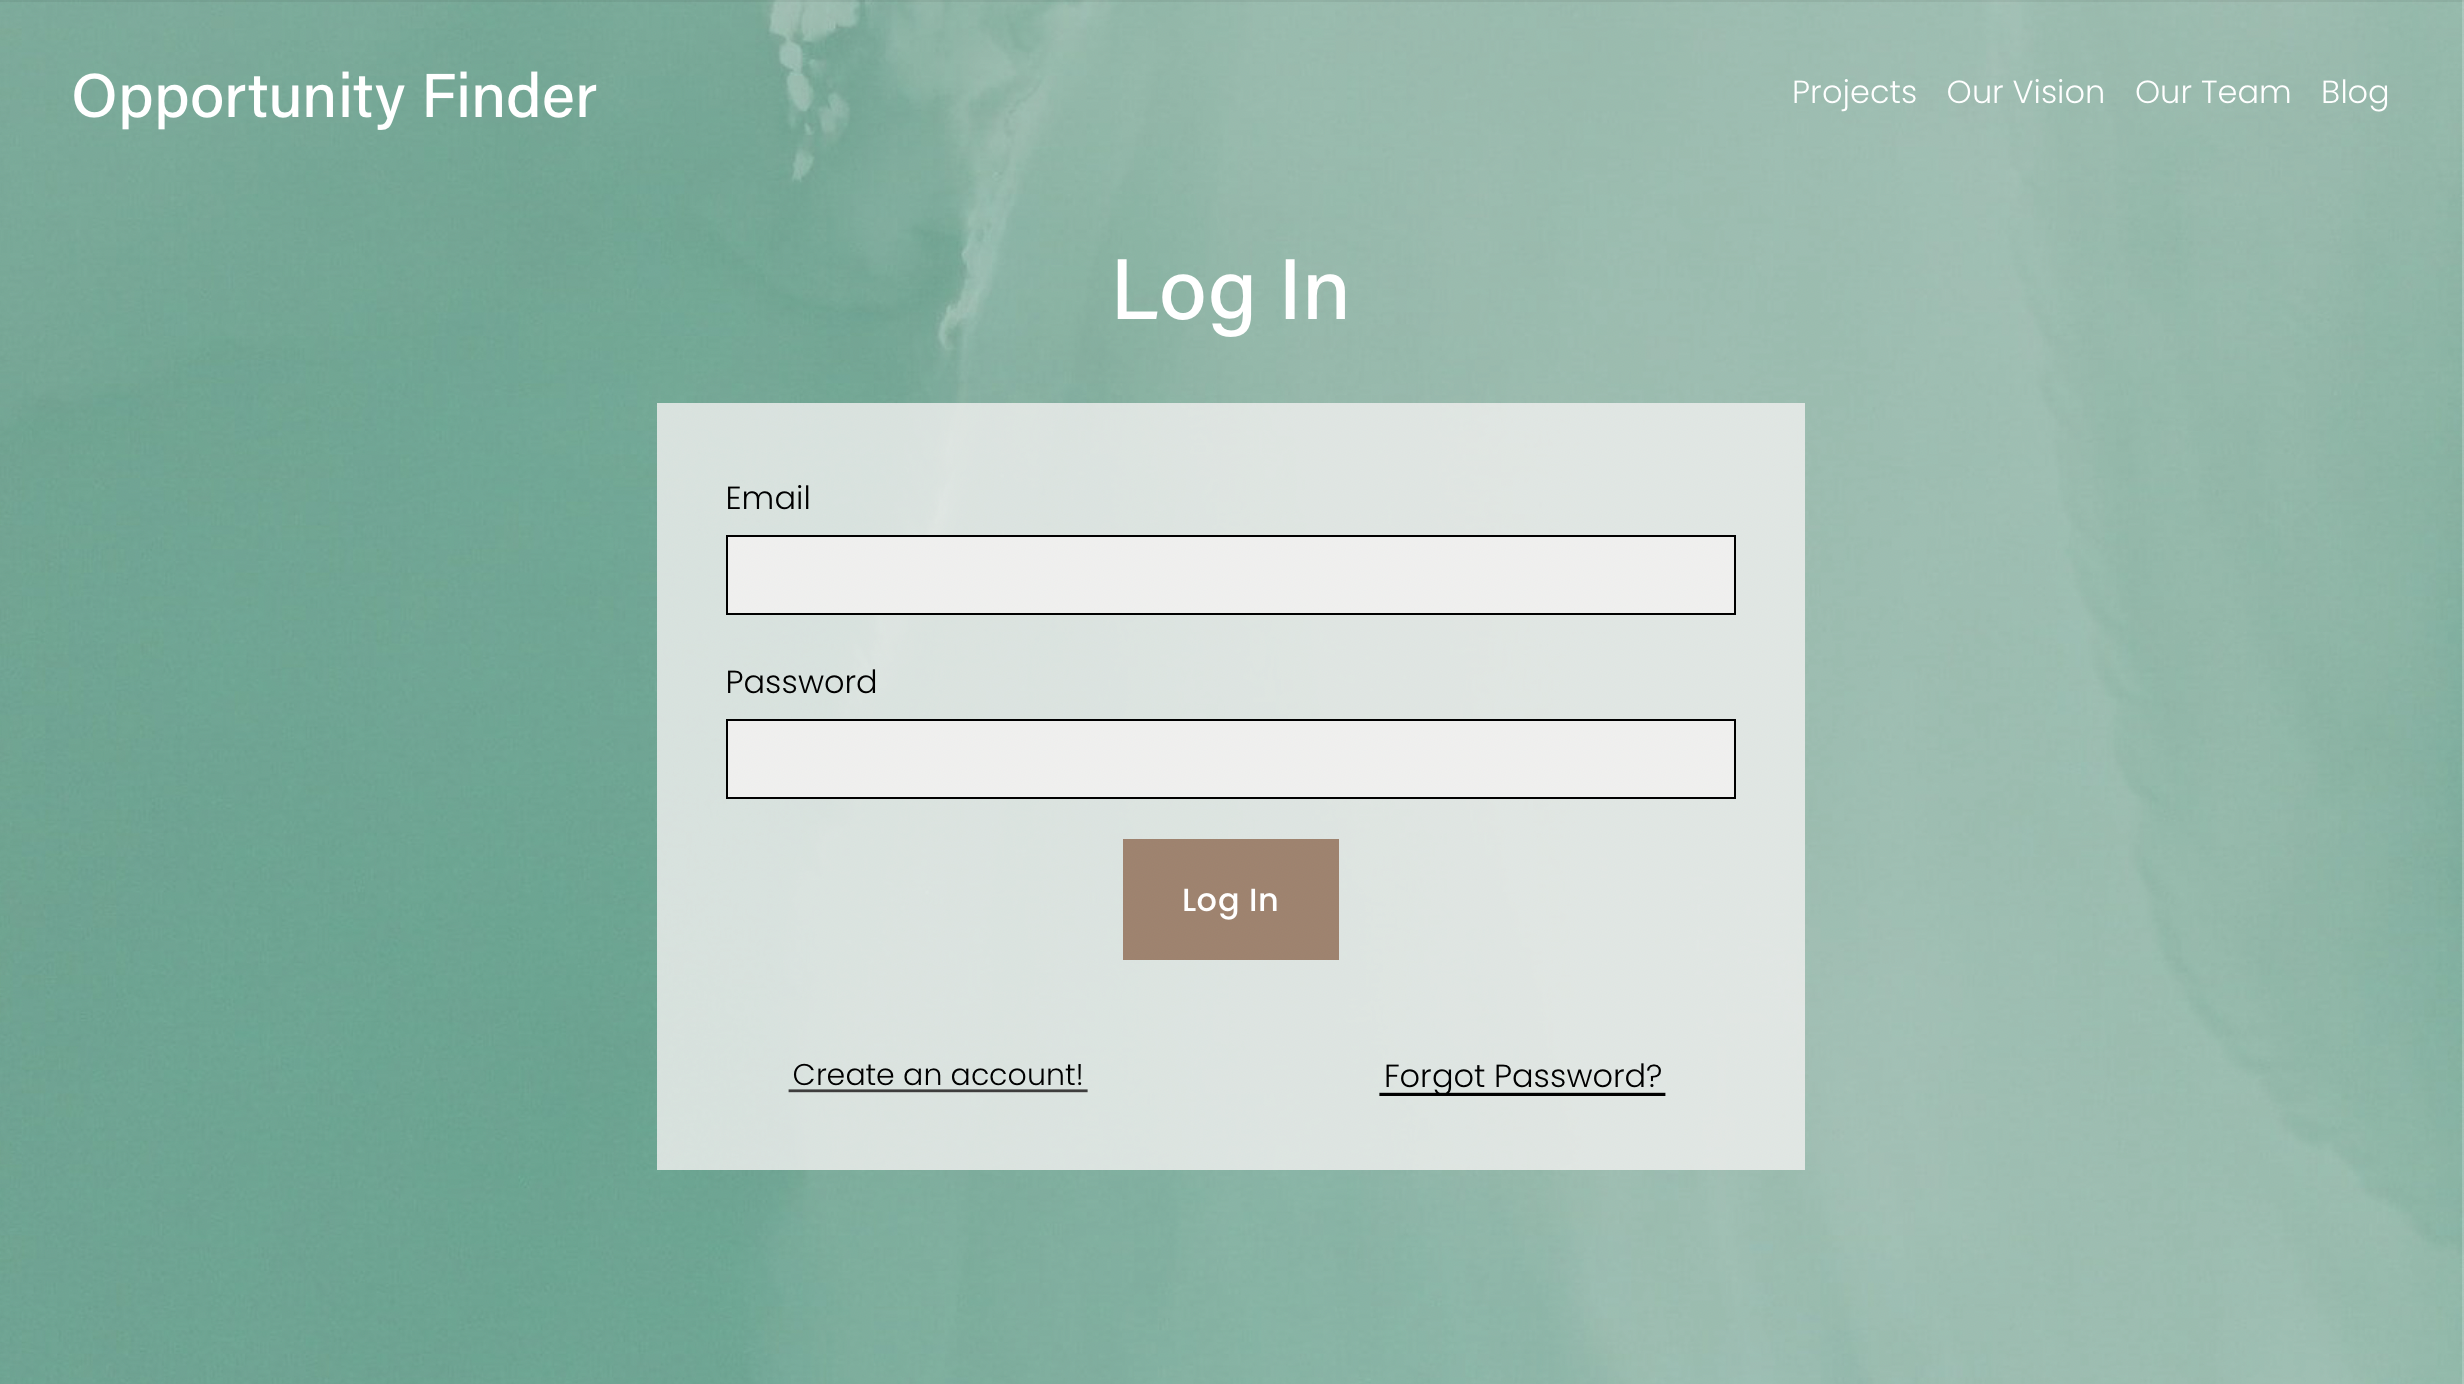 Opportunity Finder
Projects Our Vision Our Team Blog
Log In
Email
Password
Log In
Create an account! Forgot Password?